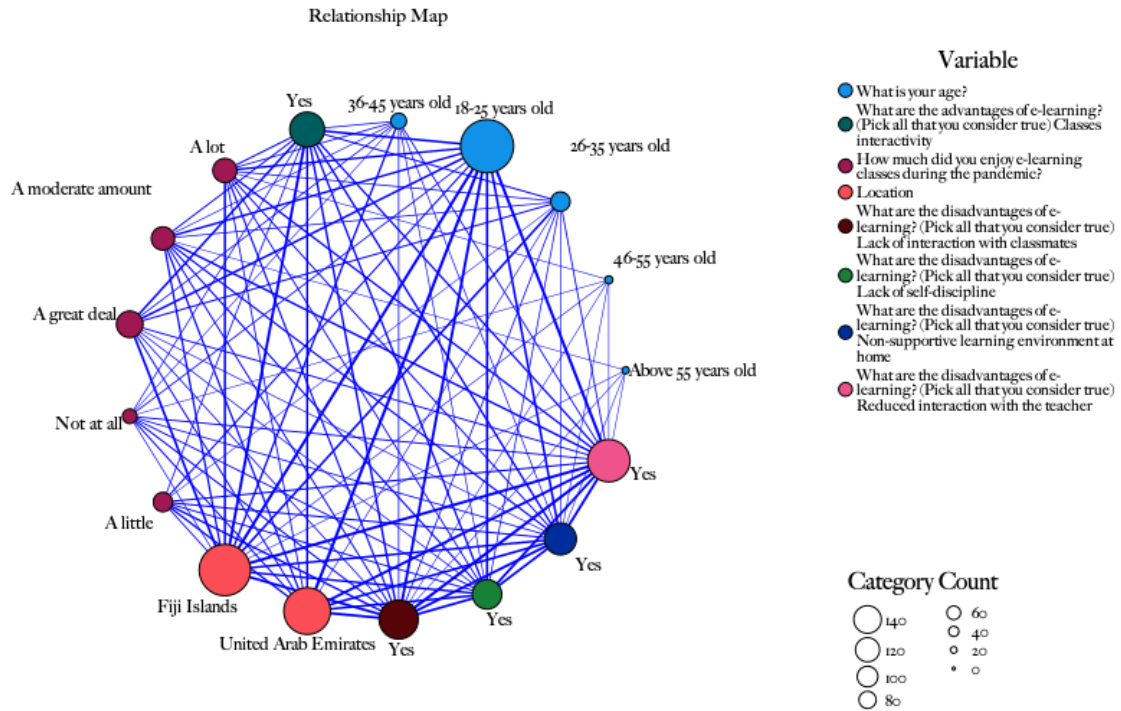 Relationship Map
Yes
36-45 years old
18-25 years old
A lot
26-35 years old
A moderate amount
46-55 years old
A great deal
Above 55 years old
Not at all
Yes
A little
Yes
Fiji Islands
Yes
United Arab Emirates
Yes
Variable
What is your age?
What are the advantages of e-learning?
(Pick all that you consider true) Classes
interactivity
How much did you enjoy e-learning
classes during the pandemic?
Location
What are the disadvantages of e-
learning? (Pick all that you consider true)
Lack of interaction with classmates
What are the disadvantages of e-
learning? (Pick all that you consider true)
Lack of self-discipline
What are the disadvantages of e-
learning? (Pick all that you consider true)
Non-supportive learning environment at
home
What are the disadvantages of e-
learning? (Pick all that you consider true)
Reduced interaction with the teacher
Category Count
140
120
100
80
60
40
20
0